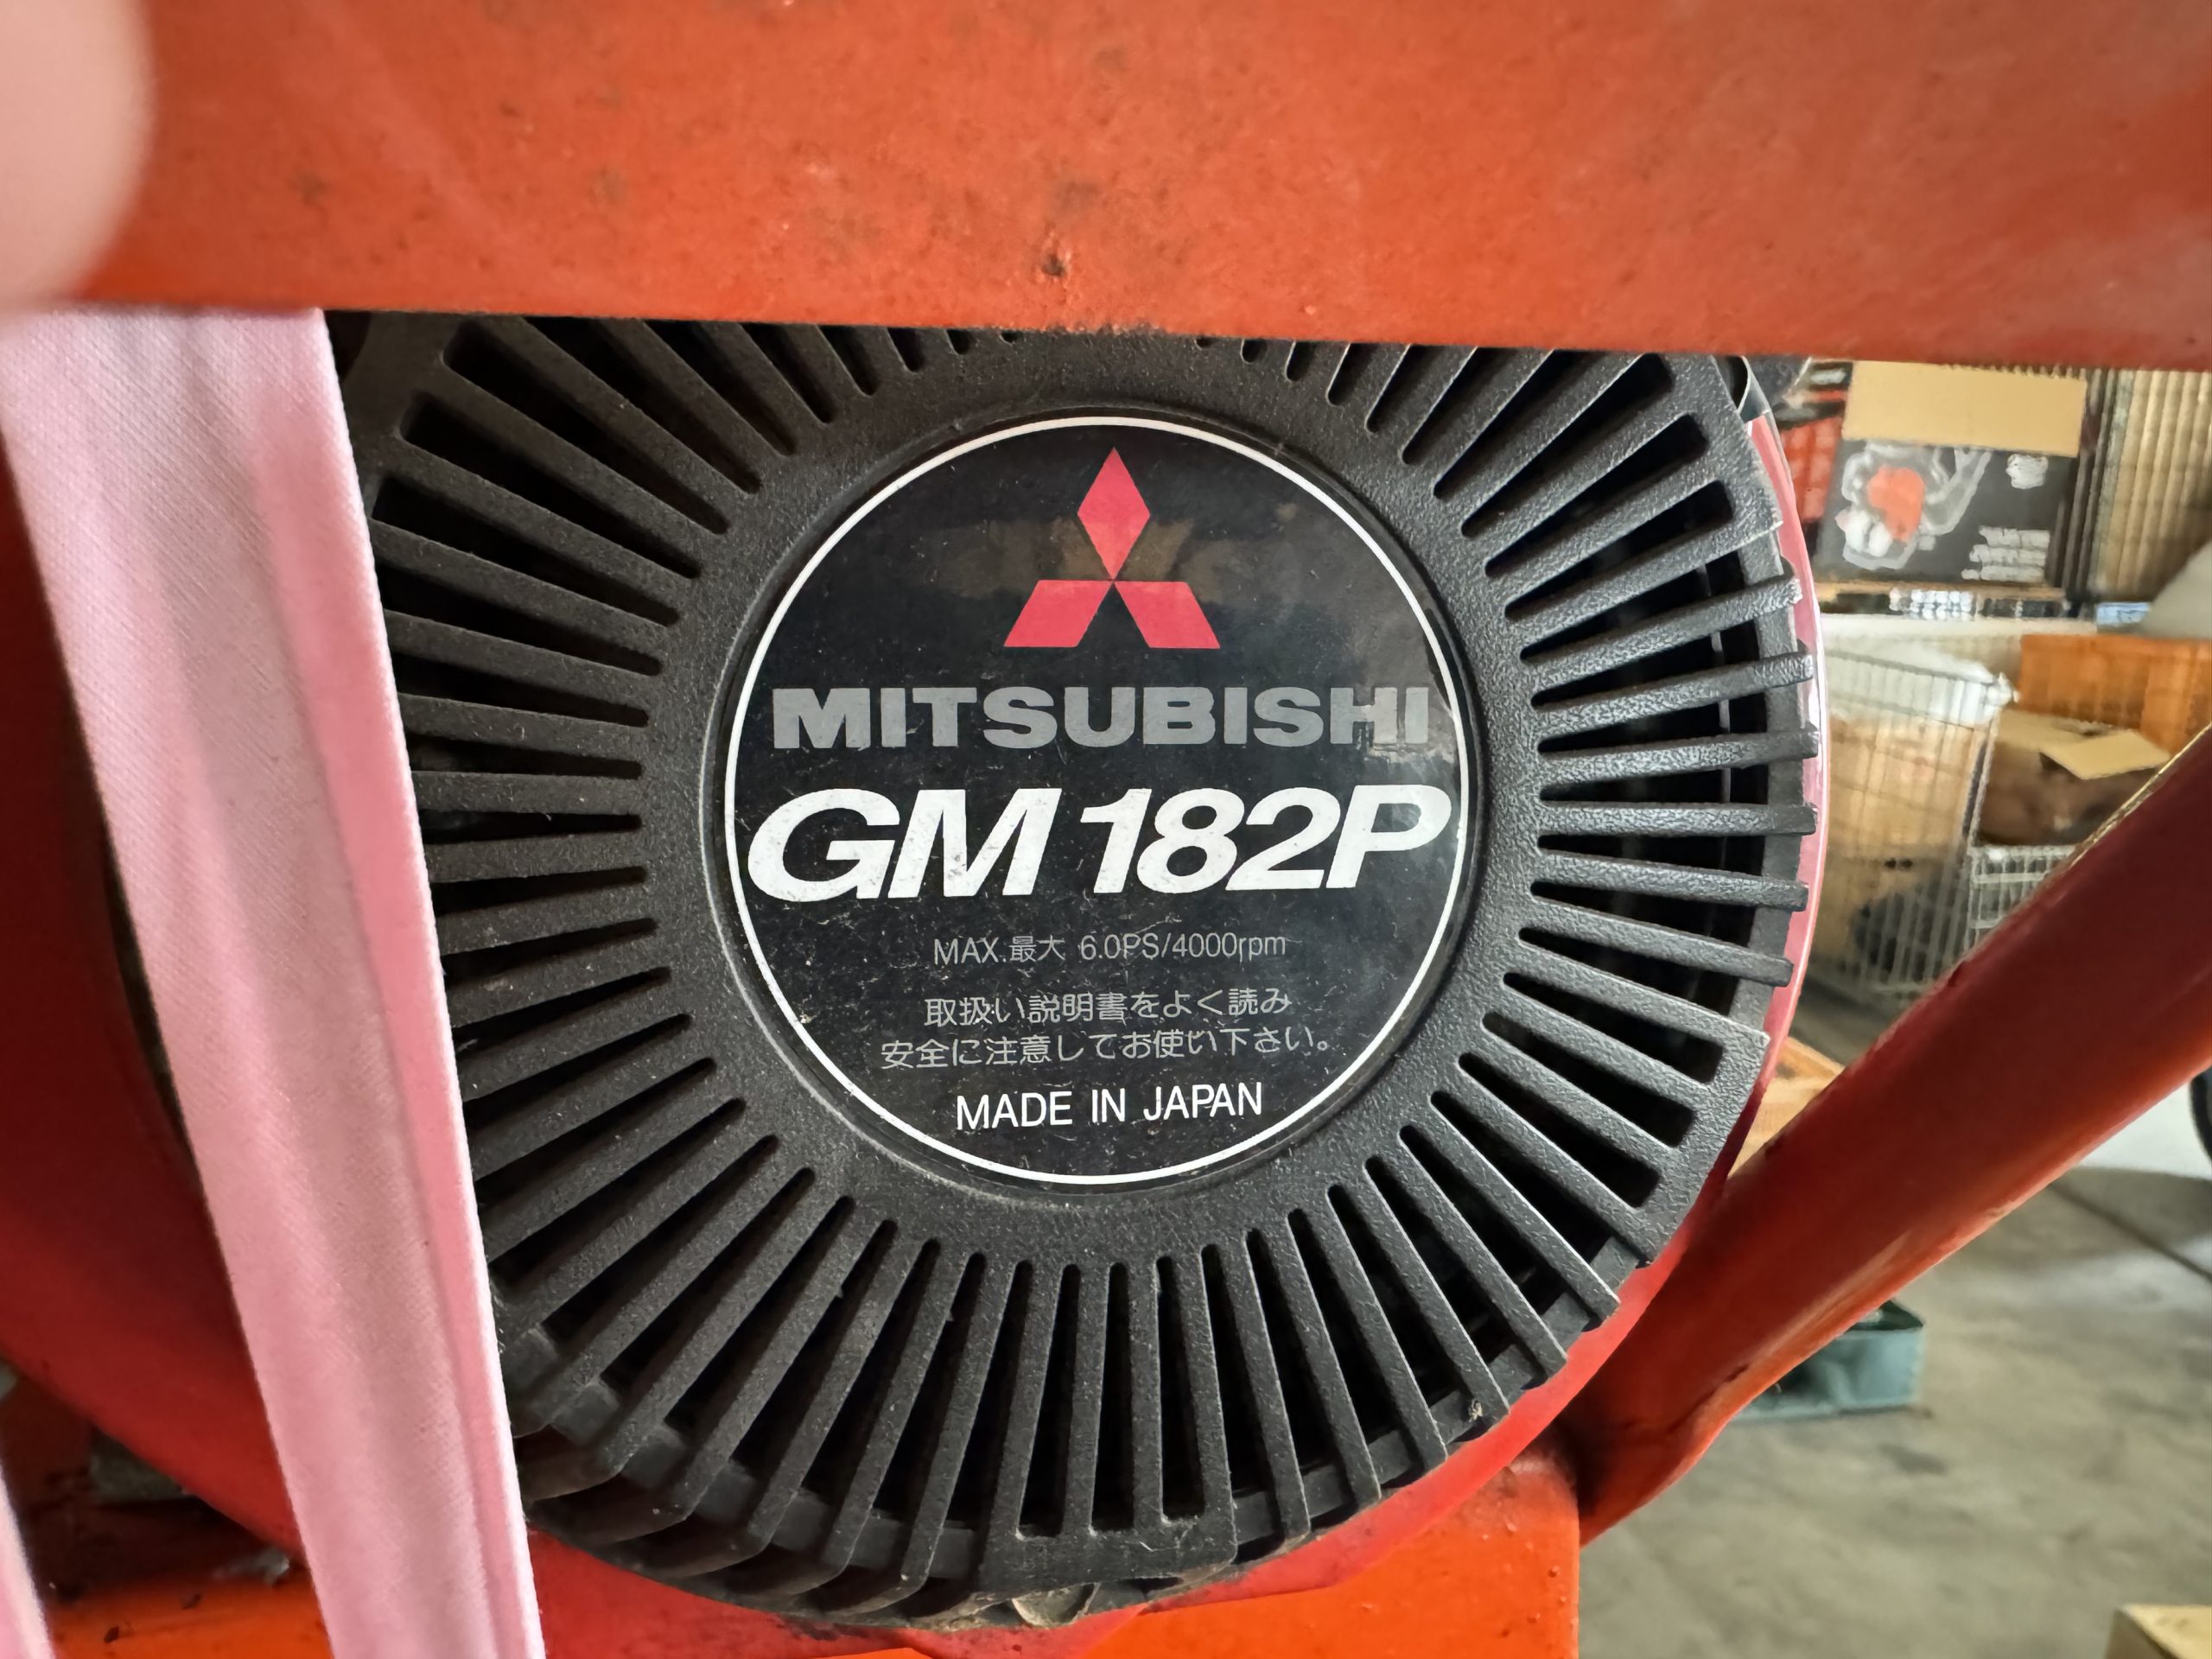 MITSUBISHI
GM 182P
MAX.最大 6.0PS/4000rpm
取扱い説明書をよく読み
安全に注意してお使い下さい。
MADE IN JAPAN